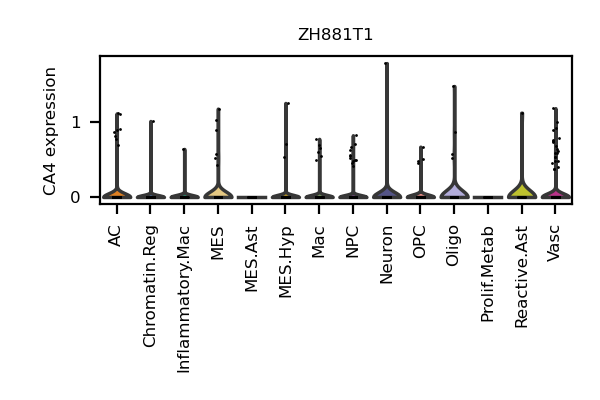 ZH881T1
CA4 expression
1
0
AC
Chromatin.Reg
Inflammatory.Mac
MES
MES.Ast
MES.Hyp
Mac
NPC
Neuron
OPC
Oligo
Prolif.Metab
Reactive.Ast
Vasc